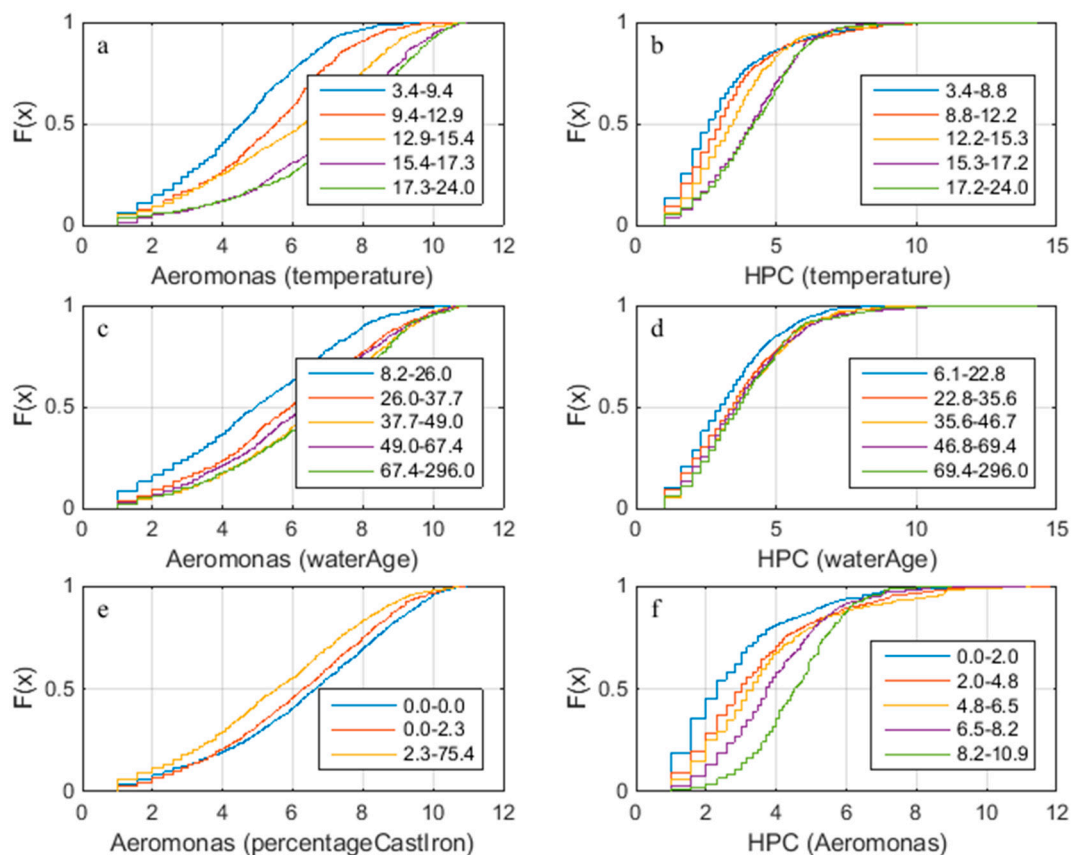 a
F(x)
1
0.5
0
3.4-9.4
9.4-12.9
12.9-15.4
15.4-17.3
17.3-24.0
0 2 4 6 8 10 12
Aeromonas (temperature)
b
F(x)
1
0.5
0
3.4-8.8
8.8-12.2
12.2-15.3
15.3-17.2
17.2-24.0
0 5 10 15
HPC (temperature)
c
F(x)
1
0.5
0
8.2-26.0
26.0-37.7
37.7-49.0
49.0-67.4
67.4-296.0
0 2 4 6 8 10 12
Aeromonas (waterAge)
d
F(x)
1
0.5
0
6.1-22.8
22.8-35.6
35.6-46.7
46.8-69.4
69.4-296.0
0 5 10 15
HPC (waterAge)
e
F(x)
1
0.5
0
0.0-0.0
0.0-2.3
2.3-75.4
0 2 4 6 8 10 12
Aeromonas (percentageCastIron)
f
F(x)
1
0.5
0
0.0-2.0
2.0-4.8
4.8-6.5
6.5-8.2
8.2-10.9
0 2 4 6 8 10 12
HPC (Aeromonas)